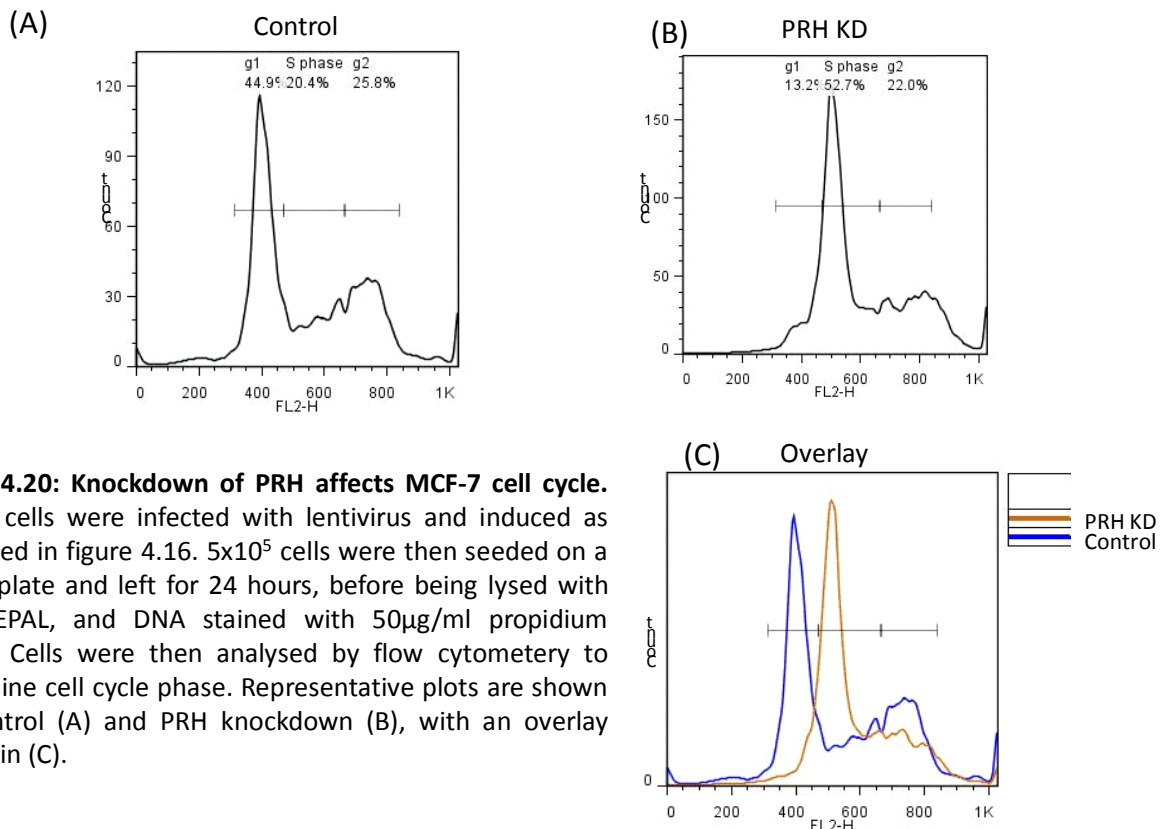 (A)
Control
g1 S phase g2
44.9% 20.4% 25.8%
120
90
60
30
0
count
0 200 400 600 800 1K
FL2-H
(B)
PRH KD
g1 S phase g2
13.2% 52.7% 22.0%
150
100
50
0
count
0 200 400 600 800 1K
FL2-H
4.20: Knockdown of PRH affects MCF-7 cell cycle.
cells were infected with lentivirus and induced as
ed in figure 4.16. 5x10⁵ cells were then seeded on a
plate and left for 24 hours, before being lysed with
EPAL, and DNA stained with 50µg/ml propidium
Cells were then analysed by flow cytometery to
ine cell cycle phase. Representative plots are shown
ntrol (A) and PRH knockdown (B), with an overlay
in (C).
(C)
Overlay
count
0
0 200 400 600 800 1K
FL2-H
PRH KD
Control